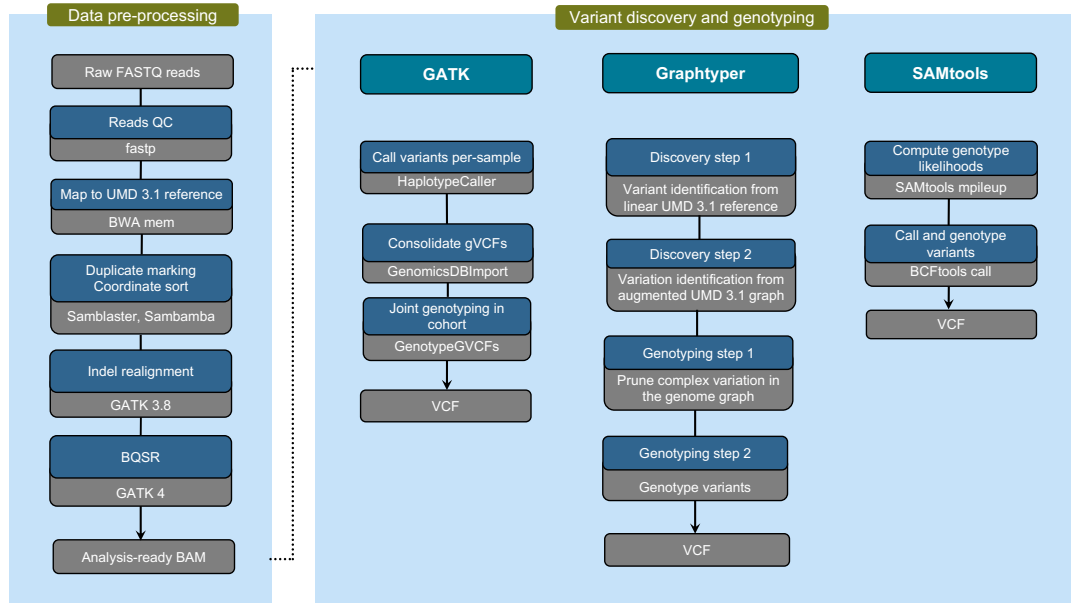 Data pre-processing
Raw FASTQ reads
Reads QC
fastp
Map to UMD 3.1 reference
BWA mem
Duplicate marking
Coordinate sort
Samblaster, Sambamba
Indel realignment
GATK 3.8
BQSR
GATK 4
Analysis-ready BAM
Variant discovery and genotyping
GATK
Call variants per-sample
HaplotypeCaller
Consolidate gVCFs
GenomicsDBImport
Joint genotyping in
cohort
GenotypeGVCFs
VCF
Graphtyper
Discovery step 1
Variant identification from
linear UMD 3.1 reference
Discovery step 2
Variation identification from
augmented UMD 3.1 graph
Genotyping step 1
Prune complex variation in
the genome graph
Genotyping step 2
Genotype variants
VCF
SAMtools
Compute genotype
likelihoods
SAMtools mpileup
Call and genotype
variants
BCFtools call
VCF